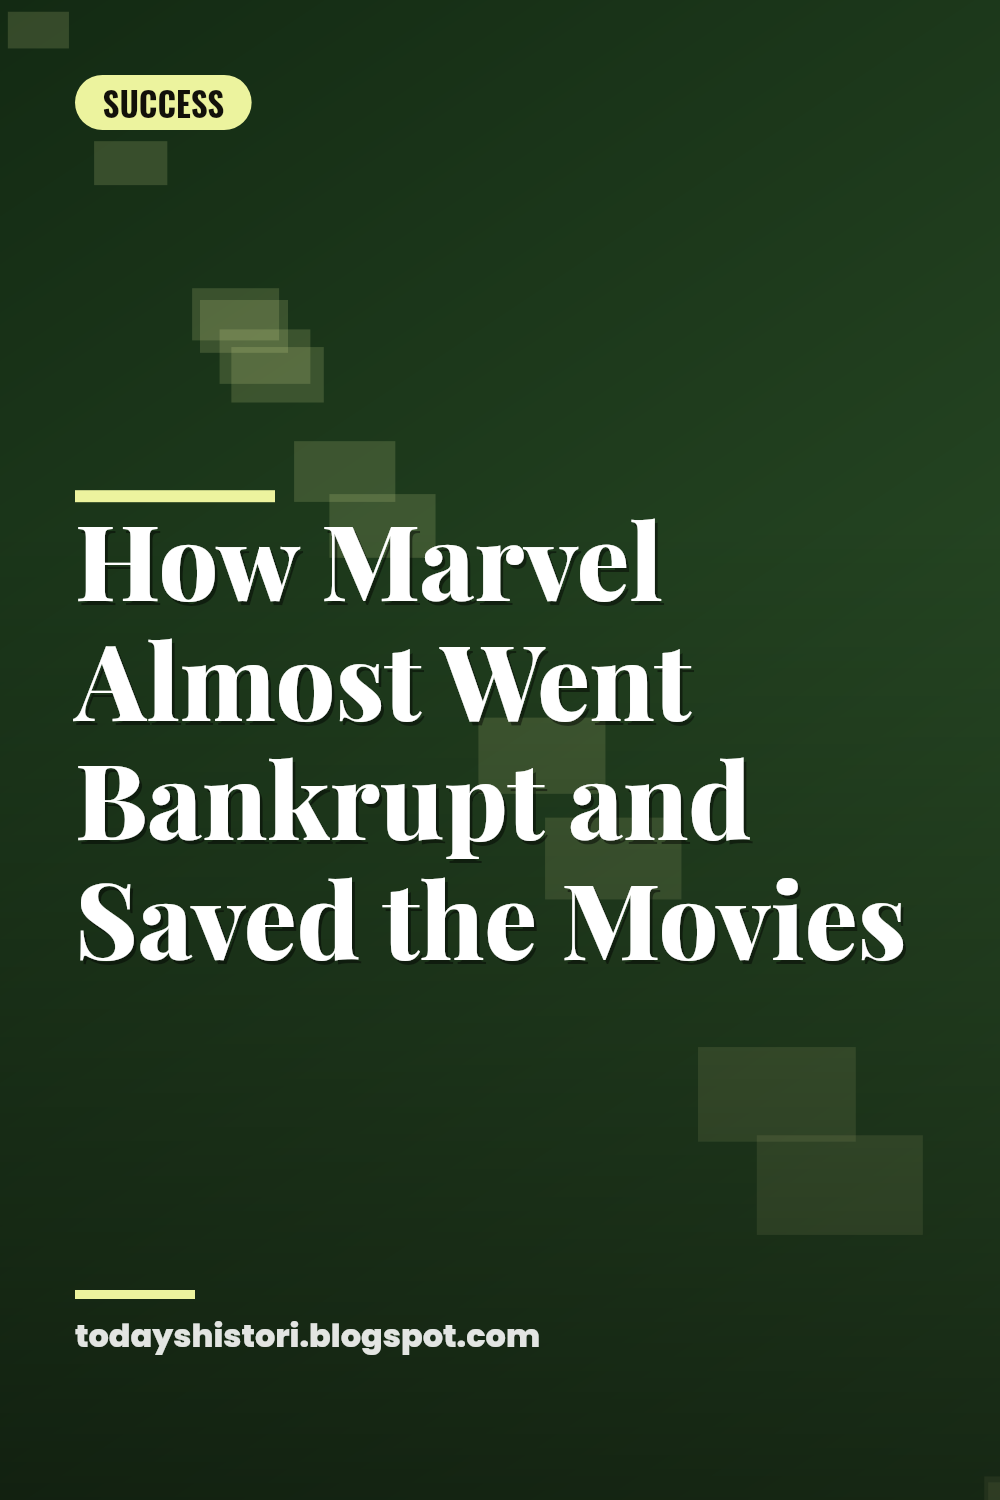 SUCCESS
How Marvel
Almost Went
Bankrupt and
Saved the Movies
todayshistori.blogspot.com